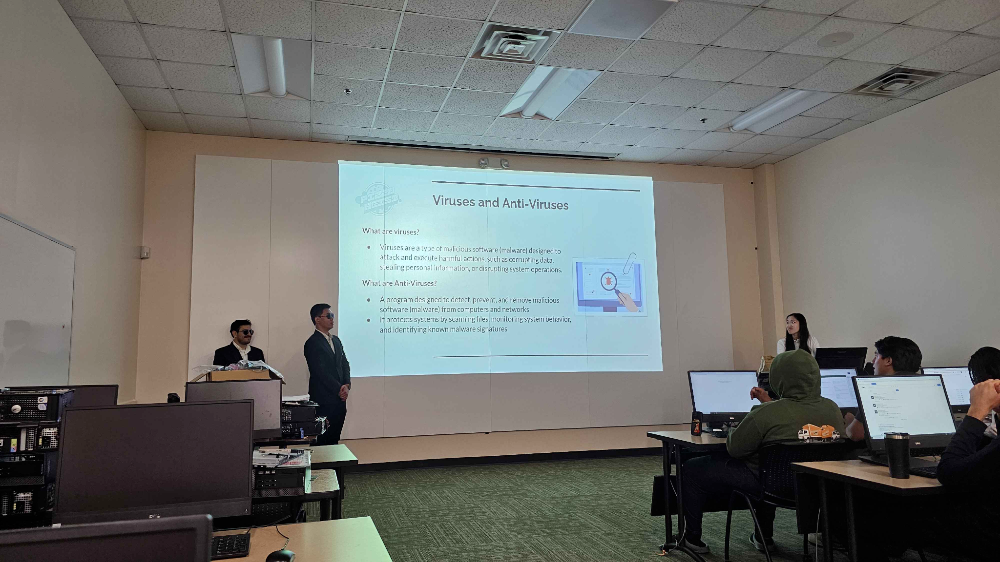 PIZZA
HEIST
Viruses and Anti-Viruses
What are viruses?
● Viruses are a type of malicious software (malware) designed to
attack and execute harmful actions, such as corrupting data,
stealing personal information, or disrupting system operations.
What are Anti-Viruses?
● A program designed to detect, prevent, and remove malicious
software (malware) from computers and networks
● It protects systems by scanning files, monitoring system behavior,
and identifying known malware signatures
DELL
DELL
DELL